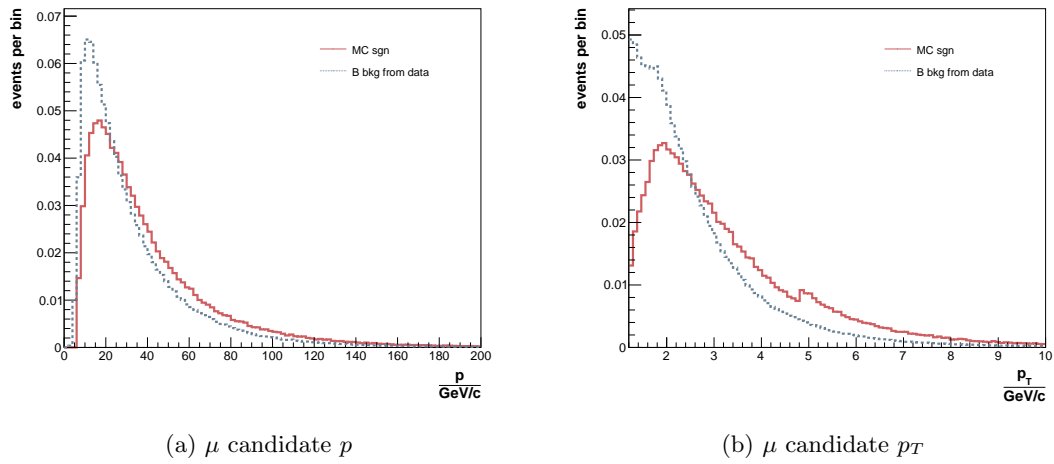 events per bin
0.07
0.06
0.05
0.04
0.03
0.02
0.01
0
MC sgn
B bkg from data
0 20 40 60 80 100 120 140 160 180 200
p
GeV/c
(a) μ candidate p
events per bin
0.05
0.04
0.03
0.02
0.01
0
MC sgn
B bkg from data
2 3 4 5 6 7 8 9 10
p_T
GeV/c
(b) μ candidate p_T